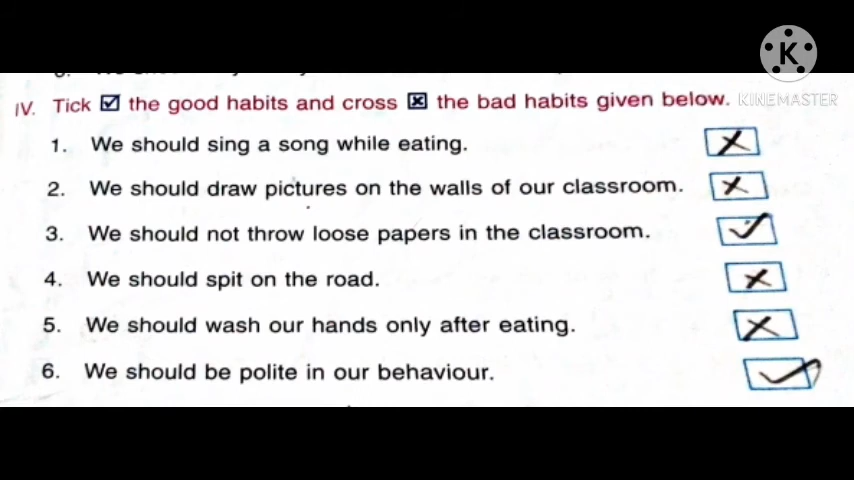 K
KINEMASTER
IV. Tick ☑ the good habits and cross ☒ the bad habits given below.
1. We should sing a song while eating. ✗
2. We should draw pictures on the walls of our classroom. ✗
3. We should not throw loose papers in the classroom. ✓
4. We should spit on the road. ✗
5. We should wash our hands only after eating. ✗
6. We should be polite in our behaviour. ✓